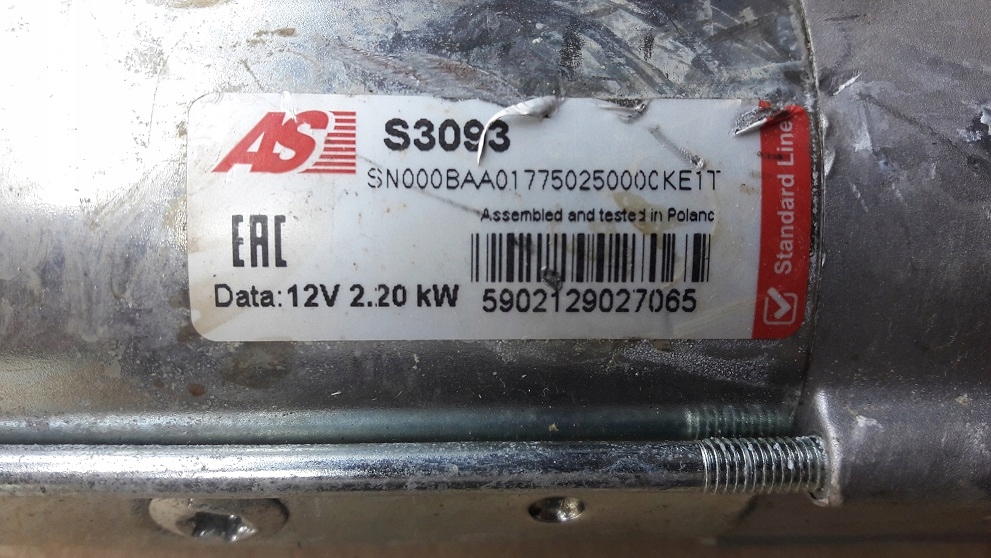 AS
S3093
SN000BAA01775025000CKE1T
Assembled and tested in Poland
EAC
Data:12V 2.20 kW
5902129027065
Standard Line